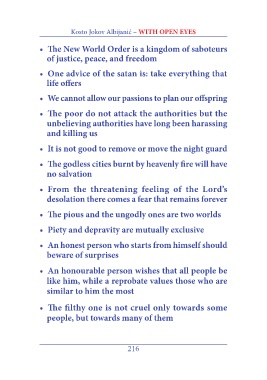 Kosto Jokov Albijanić – WITH OPEN EYES
• The New World Order is a kingdom of saboteurs
of justice, peace, and freedom
• One advice of the satan is: take everything that
life offers
• We cannot allow our passions to plan our offspring
• The poor do not attack the authorities but the
unbelieving authorities have long been harassing
and killing us
• It is not good to remove or move the night guard
• The godless cities burnt by heavenly fire will have
no salvation
• From the threatening feeling of the Lord's
desolation there comes a fear that remains forever
• The pious and the ungodly ones are two worlds
• Piety and depravity are mutually exclusive
• An honest person who starts from himself should
beware of surprises
• An honourable person wishes that all people be
like him, while a reprobate values those who are
similar to him the most
• The filthy one is not cruel only towards some
people, but towards many of them
216